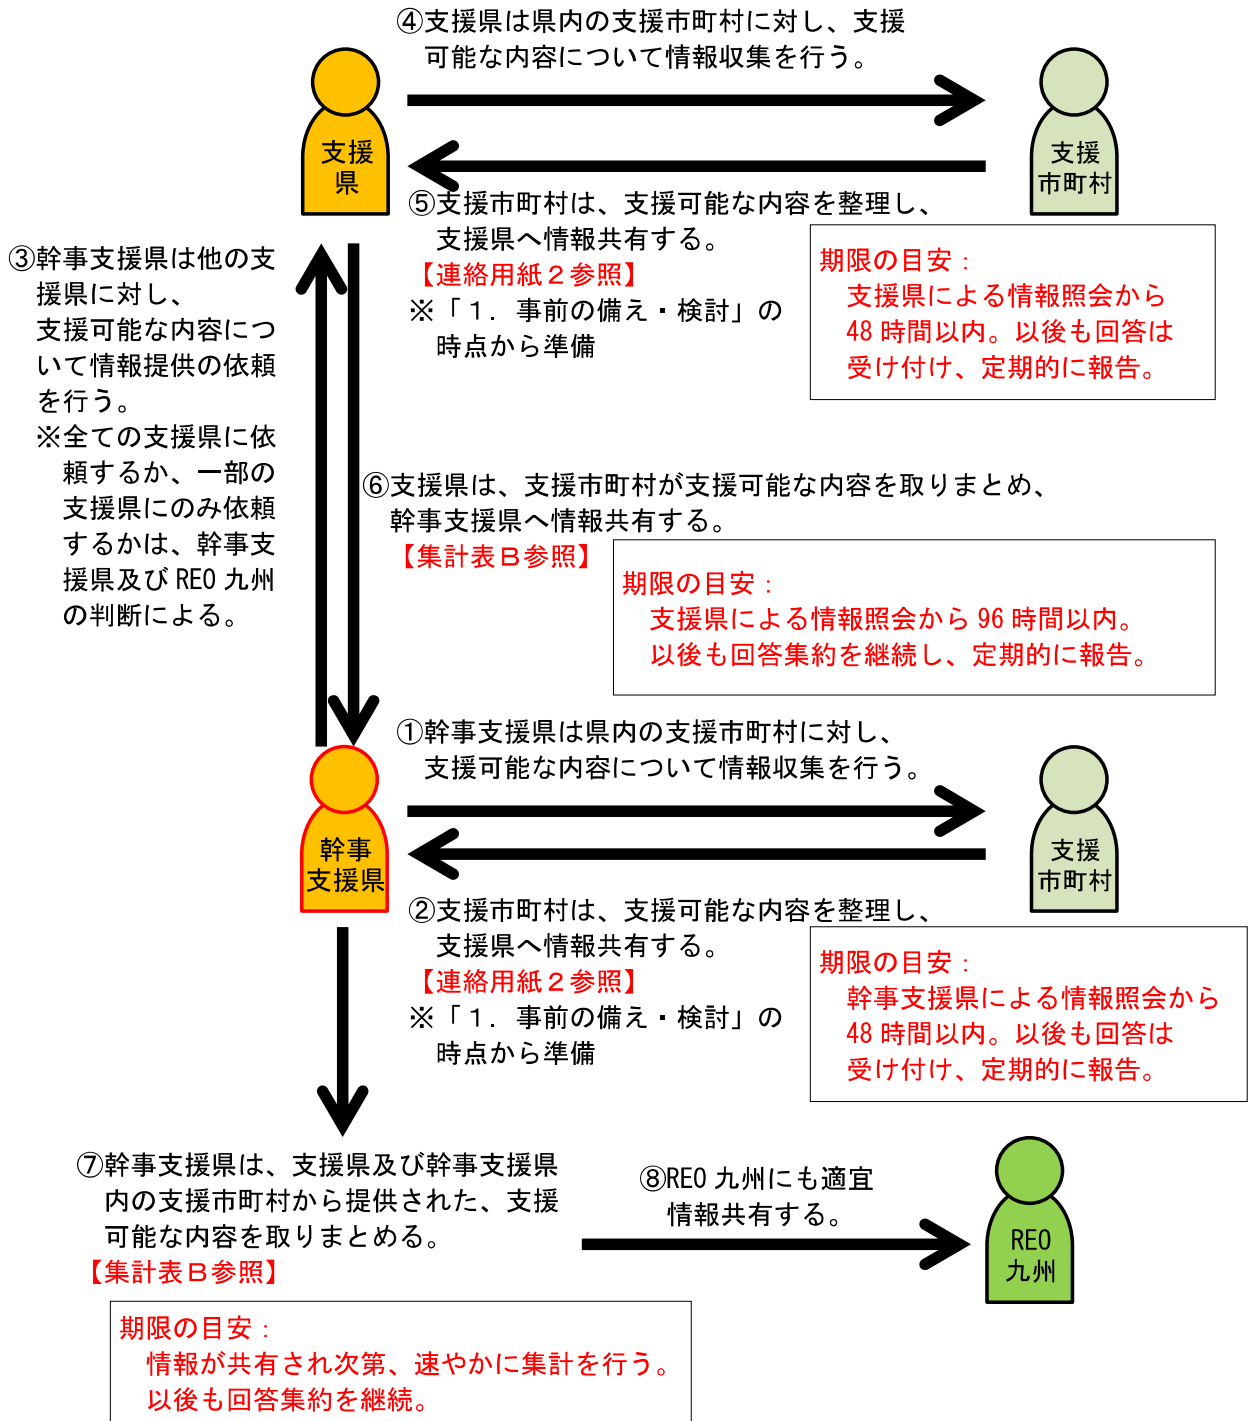 ④支援県は県内の支援市町村に対し、支援
可能な内容について情報収集を行う。
支援
県
支援
市町村
⑤支援市町村は、支援可能な内容を整理し、
支援県へ情報共有する。
【連絡用紙２参照】
※「１．事前の備え・検討」の
時点から準備
期限の目安：
支援県による情報照会から
48 時間以内。以後も回答は
受け付け、定期的に報告。
③幹事支援県は他の支
援県に対し、
支援可能な内容につ
いて情報提供の依頼
を行う。
※全ての支援県に依
頼するか、一部の
支援県にのみ依頼
するかは、幹事支
援県及び REO 九州
の判断による。
⑥支援県は、支援市町村が支援可能な内容を取りまとめ、
幹事支援県へ情報共有する。
【集計表Ｂ参照】
期限の目安：
支援県による情報照会から 96 時間以内。
以後も回答集約を継続し、定期的に報告。
①幹事支援県は県内の支援市町村に対し、
支援可能な内容について情報収集を行う。
幹事
支援県
支援
市町村
②支援市町村は、支援可能な内容を整理し、
支援県へ情報共有する。
【連絡用紙２参照】
※「１．事前の備え・検討」の
時点から準備
期限の目安：
幹事支援県による情報照会から
48 時間以内。以後も回答は
受け付け、定期的に報告。
⑦幹事支援県は、支援県及び幹事支援県
内の支援市町村から提供された、支援
可能な内容を取りまとめる。
【集計表Ｂ参照】
⑧REO 九州にも適宜
情報共有する。
REO
九州
期限の目安：
情報が共有され次第、速やかに集計を行う。
以後も回答集約を継続。